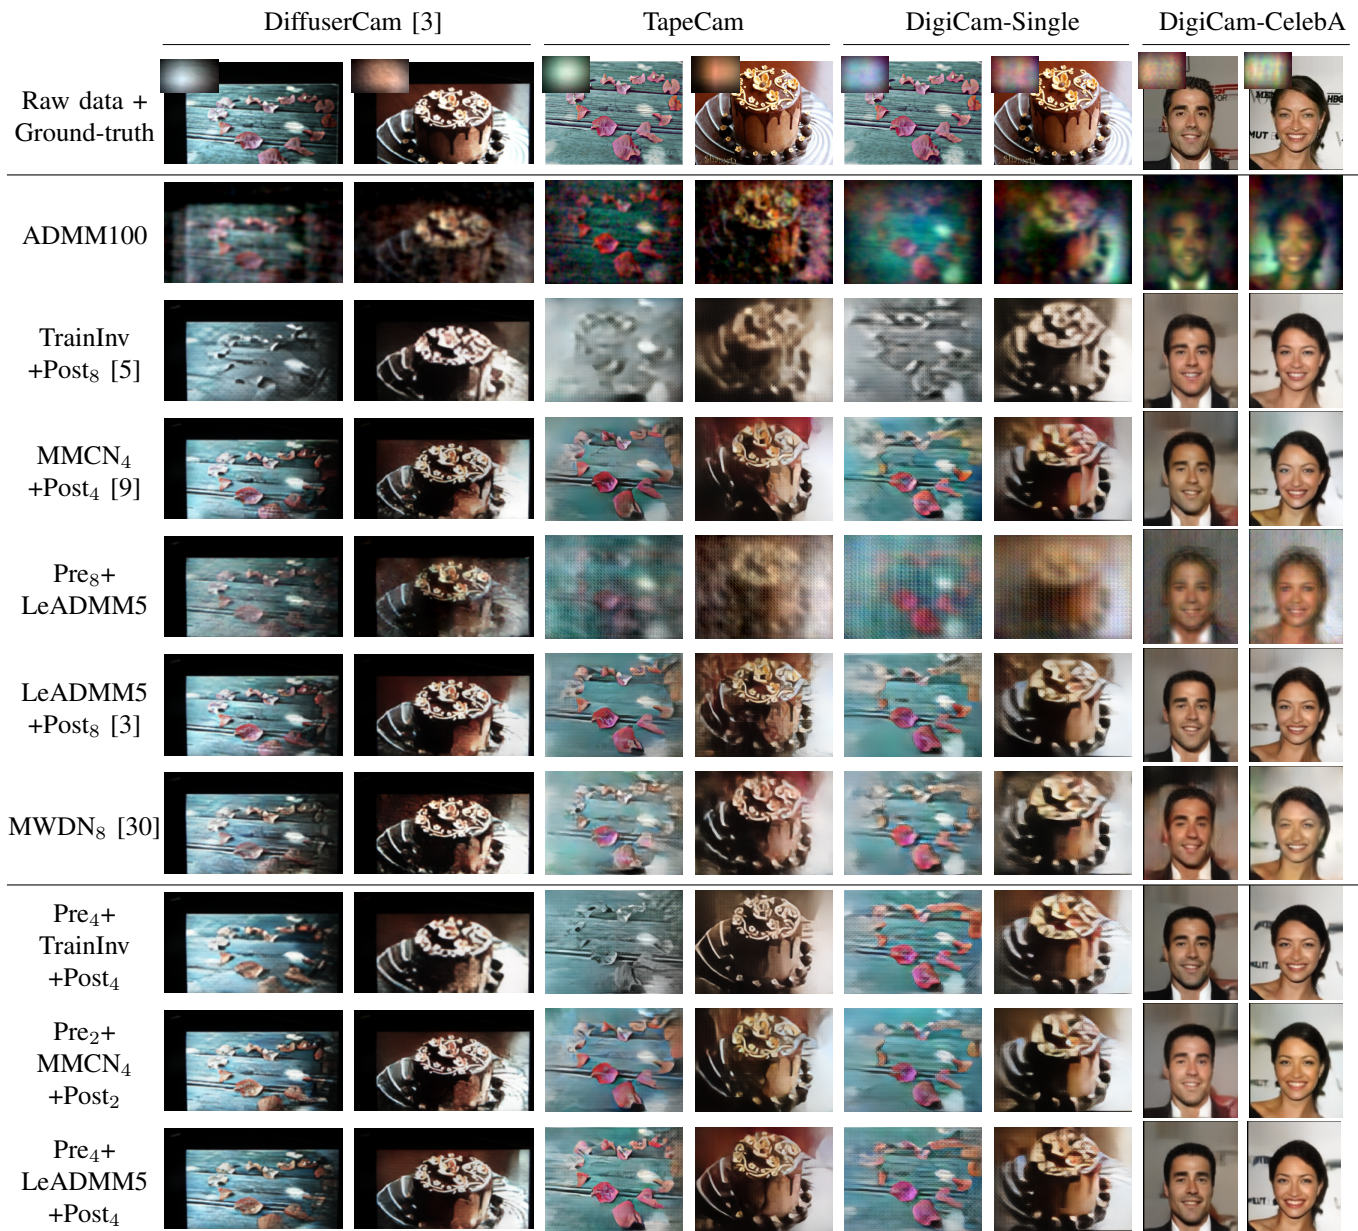 DiffuserCam [3] TapeCam DigiCam-Single DigiCam-CelebA
Raw data +
Ground-truth
ADMM100
TrainInv
+Post₈ [5]
MMCN₄
+Post₄ [9]
Pre₈+
LeADMM5
LeADMM5
+Post₈ [3]
MWDN₈ [30]
Pre₄+
TrainInv
+Post₄
Pre₂+
MMCN₄
+Post₂
Pre₄+
LeADMM5
+Post₄